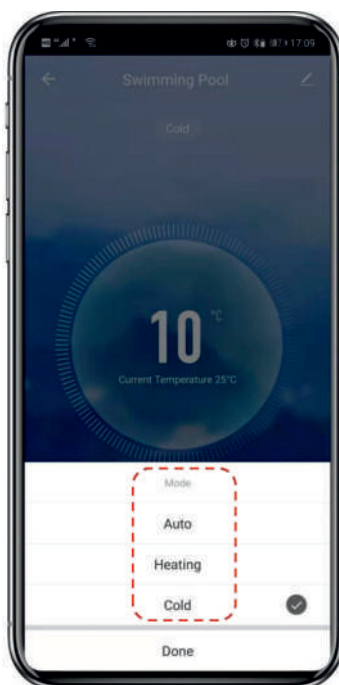 17:09
Swimming Pool
Cold
10 °C
Current Temperature 25°C
Mode
Auto
Heating
Cold
Done